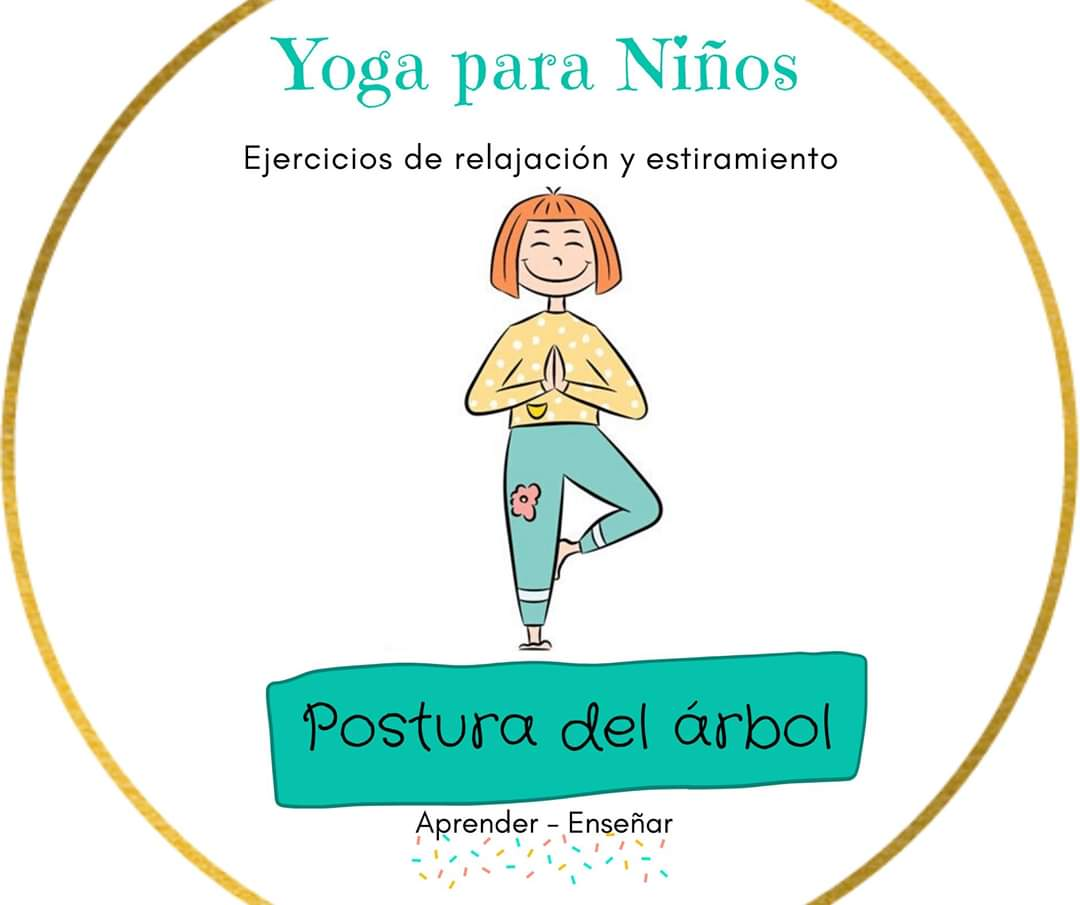 Yoga para Niños
Ejercicios de relajación y estiramiento
Postura del árbol
Aprender - Enseñar